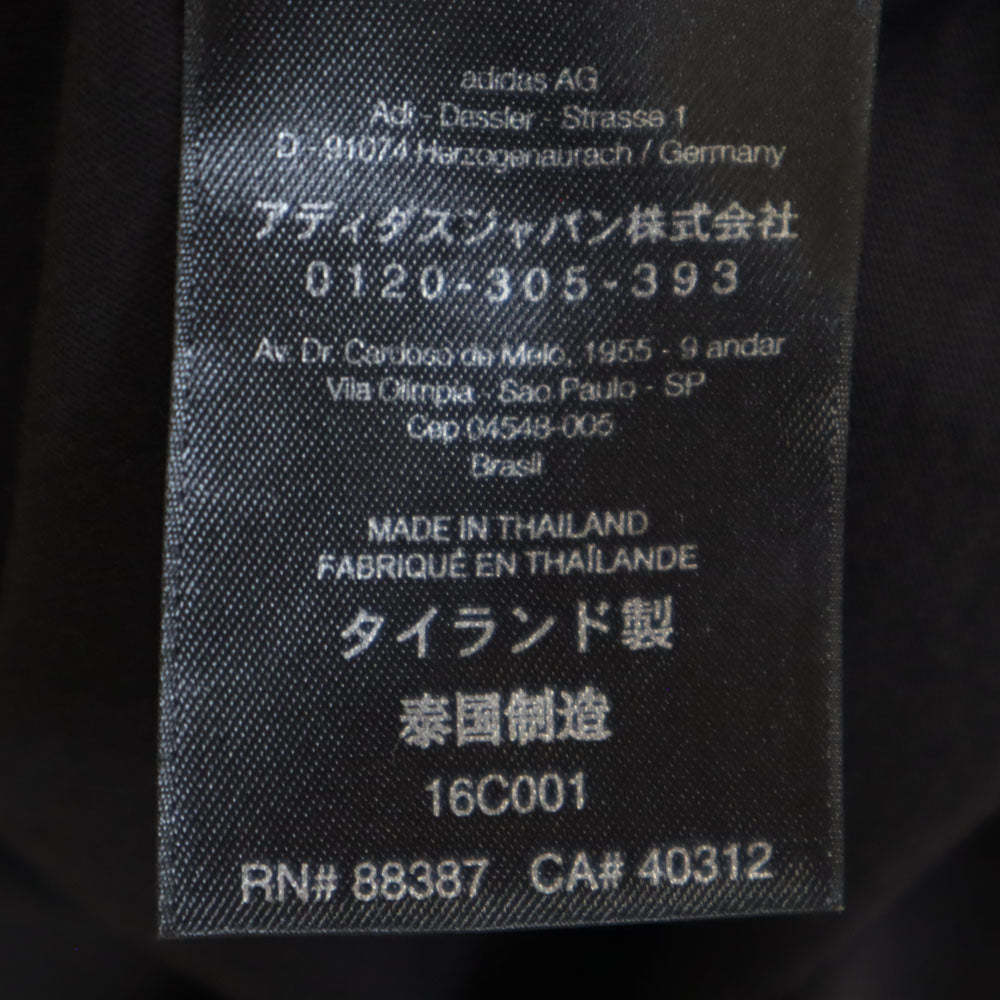 adidas AG
Adi - Dassler - Strasse 1
D - 91074 Herzogenaurach / Germany
アディダスジャパン株式会社
0120-305-393
Av. Dr. Cardoso de Melo, 1955 - 9 andar
Vila Olimpia - Sao Paulo - SP
Cep 04548-005
Brasil
MADE IN THAILAND
FABRIQUÉ EN THAÏLANDE
タイランド製
泰国制造
16C001
RN# 88387 CA# 40312